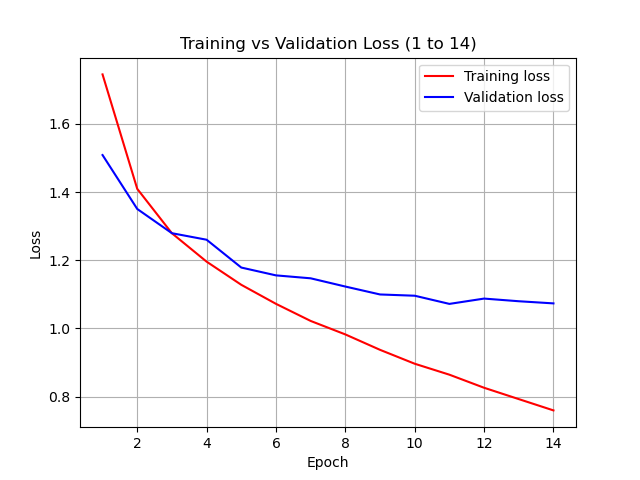 Training vs Validation Loss (1 to 14)
Training loss
Validation loss
Loss
1.6
1.4
1.2
1.0
0.8
2 4 6 8 10 12 14
Epoch